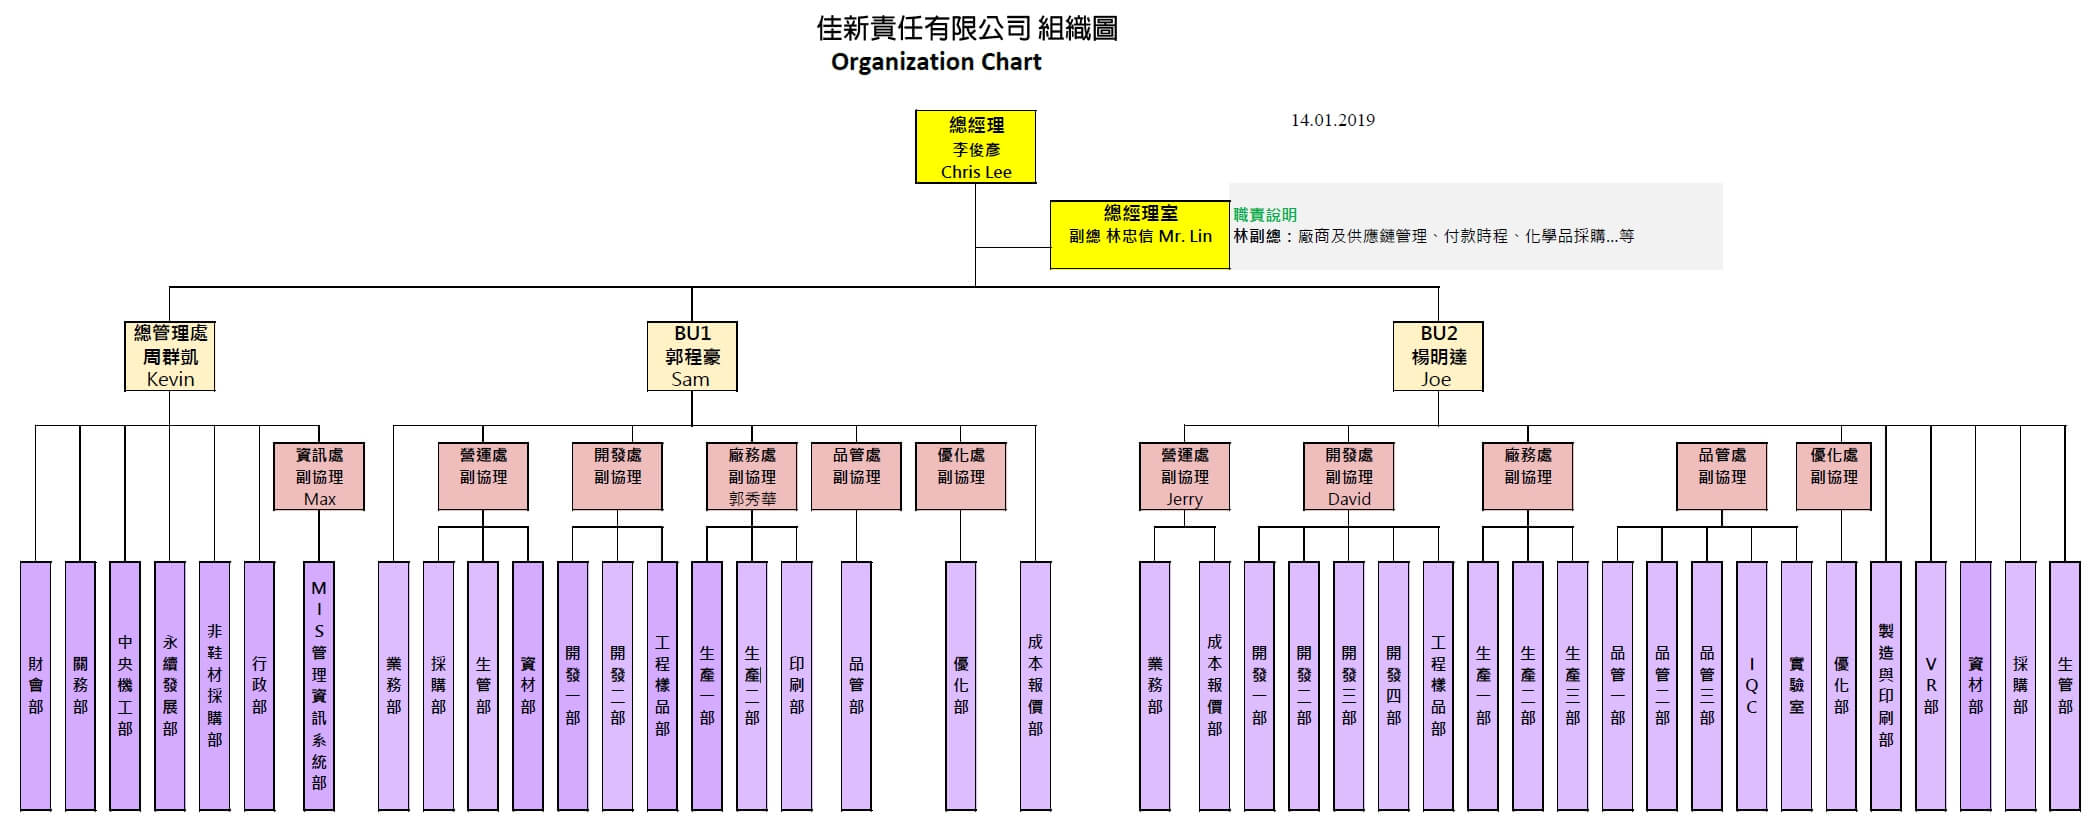 佳新責任有限公司 組織圖
Organization Chart
14.01.2019
總經理
李俊彥
Chris Lee
總經理室
副總 林忠信 Mr. Lin
職責說明
林副總：廠商及供應鏈管理、付款時程、化學品採購...等
總管理處
周群凱
Kevin
BU1
郭程豪
Sam
BU2
楊明達
Joe
資訊處
副協理
Max
營運處
副協理
開發處
副協理
廠務處
副協理
郭秀華
品管處
副協理
優化處
副協理
營運處
副協理
Jerry
開發處
副協理
David
廠務處
副協理
品管處
副協理
優化處
副協理
財會部
關務部
中央機工部
永續發展部
非鞋材採購部
行政部
MIS管理資訊系統部
業務部
採購部
生管部
資材部
開發一部
開發二部
工程樣品部
生產一部
生產二部
印刷部
品管部
優化部
成本報價部
業務部
成本報價部
開發一部
開發二部
開發三部
開發四部
工程樣品部
生產一部
生產二部
生產三部
品管一部
品管二部
品管三部
IQC
實驗室
優化部
製造與印刷部
VR部
資材部
採購部
生管部